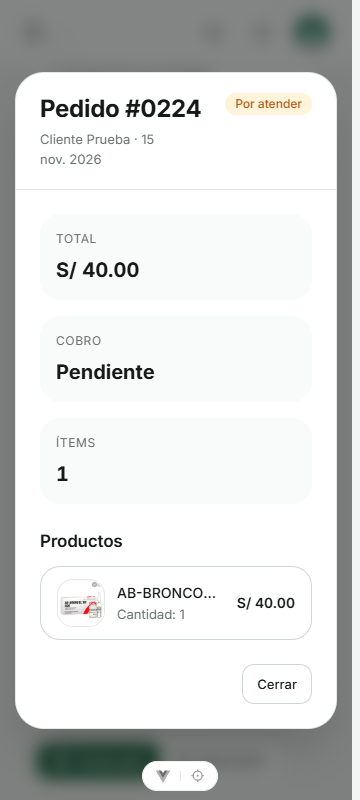 Pedido #0224
Por atender
Cliente Prueba · 15
nov. 2026
TOTAL
S/ 40.00
COBRO
Pendiente
ÍTEMS
1
Productos
AB-BRONCO...
Cantidad: 1
S/ 40.00
Cerrar